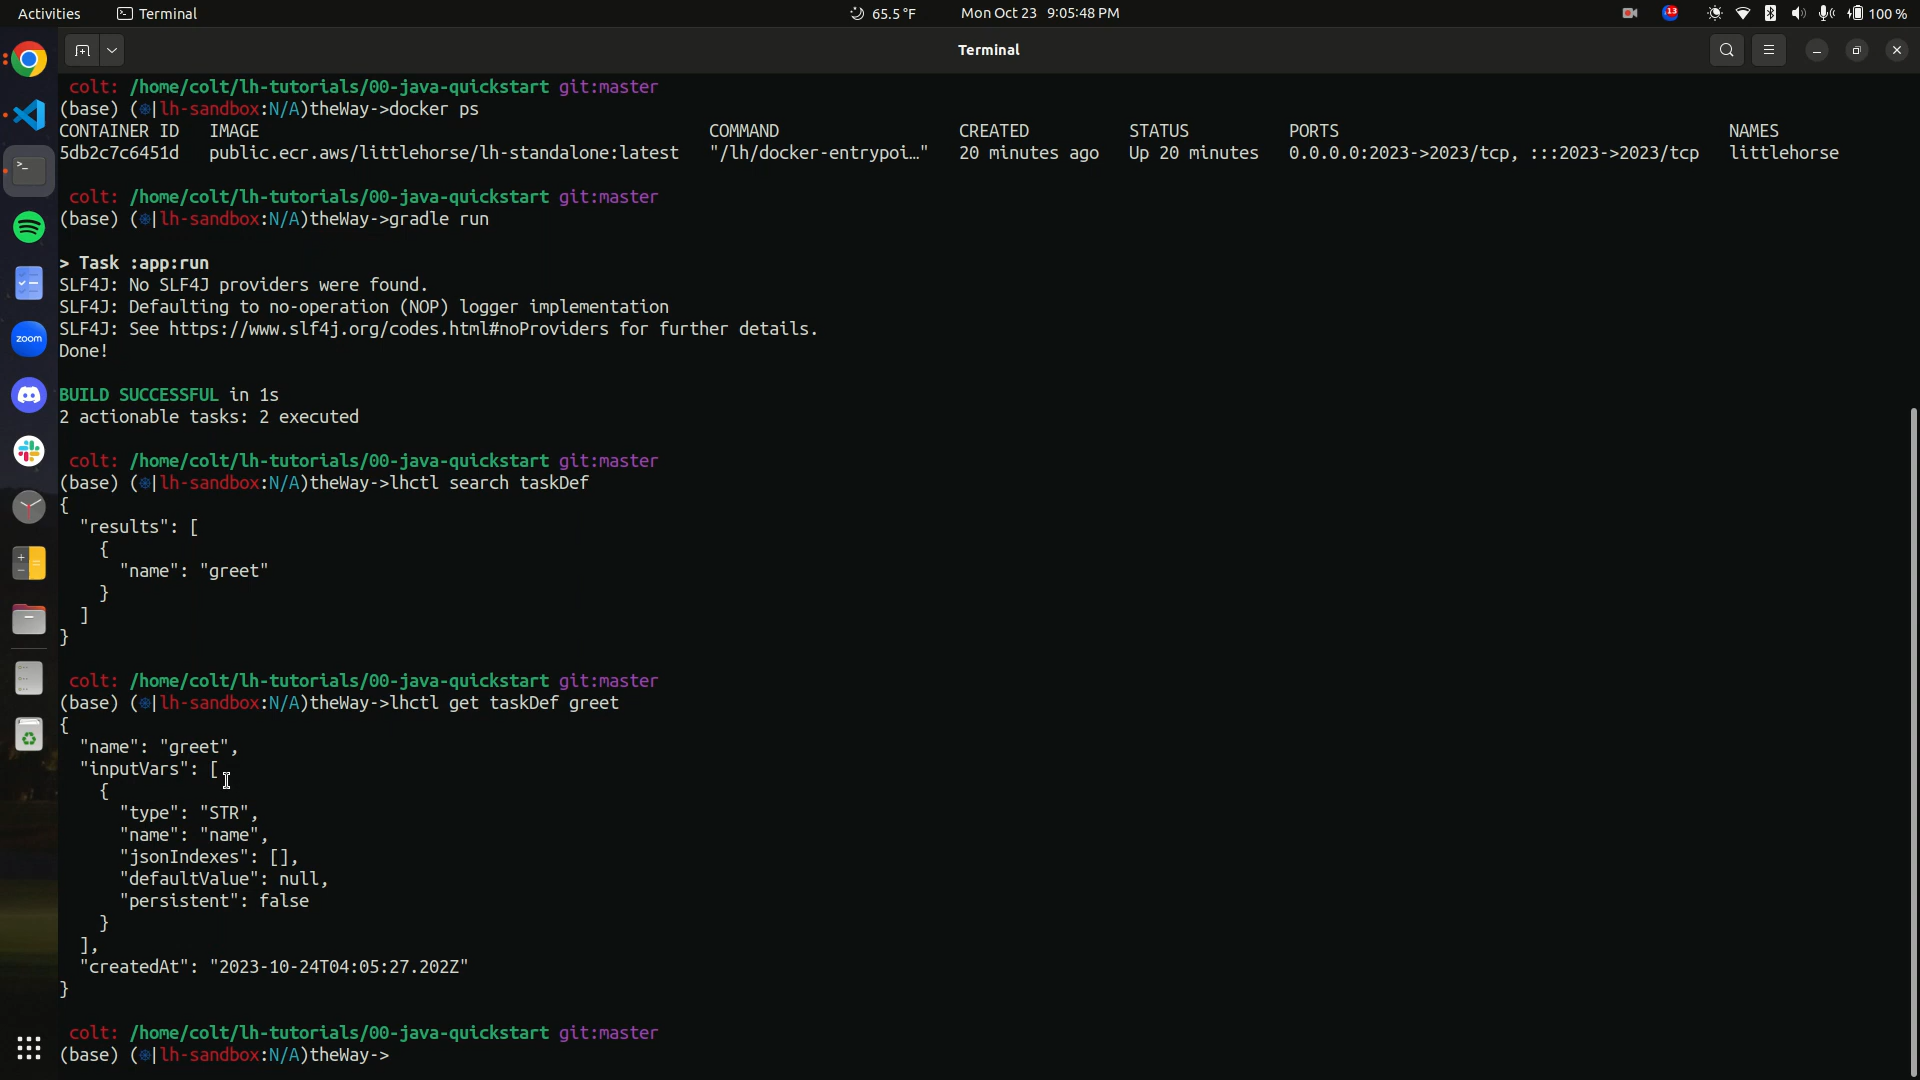 Activities Terminal 65.5 °F Mon Oct 23 9:05:48 PM 13 100 %
Terminal
colt: /home/colt/lh-tutorials/00-java-quickstart git:master
(base) (⎈|lh-sandbox:N/A)theWay->docker ps
CONTAINER ID IMAGE COMMAND CREATED STATUS PORTS NAMES
5db2c7c6451d public.ecr.aws/littlehorse/lh-standalone:latest "/lh/docker-entrypoi…" 20 minutes ago Up 20 minutes 0.0.0.0:2023->2023/tcp, :::2023->2023/tcp littlehorse
colt: /home/colt/lh-tutorials/00-java-quickstart git:master
(base) (⎈|lh-sandbox:N/A)theWay->gradle run
> Task :app:run
SLF4J: No SLF4J providers were found.
SLF4J: Defaulting to no-operation (NOP) logger implementation
SLF4J: See https://www.slf4j.org/codes.html#noProviders for further details.
Done!
BUILD SUCCESSFUL in 1s
2 actionable tasks: 2 executed
colt: /home/colt/lh-tutorials/00-java-quickstart git:master
(base) (⎈|lh-sandbox:N/A)theWay->lhctl search taskDef
{
"results": [
{
"name": "greet"
}
]
}
colt: /home/colt/lh-tutorials/00-java-quickstart git:master
(base) (⎈|lh-sandbox:N/A)theWay->lhctl get taskDef greet
{
"name": "greet",
"inputVars": [
{
"type": "STR",
"name": "name",
"jsonIndexes": [],
"defaultValue": null,
"persistent": false
}
],
"createdAt": "2023-10-24T04:05:27.202Z"
}
colt: /home/colt/lh-tutorials/00-java-quickstart git:master
(base) (⎈|lh-sandbox:N/A)theWay->
zoom